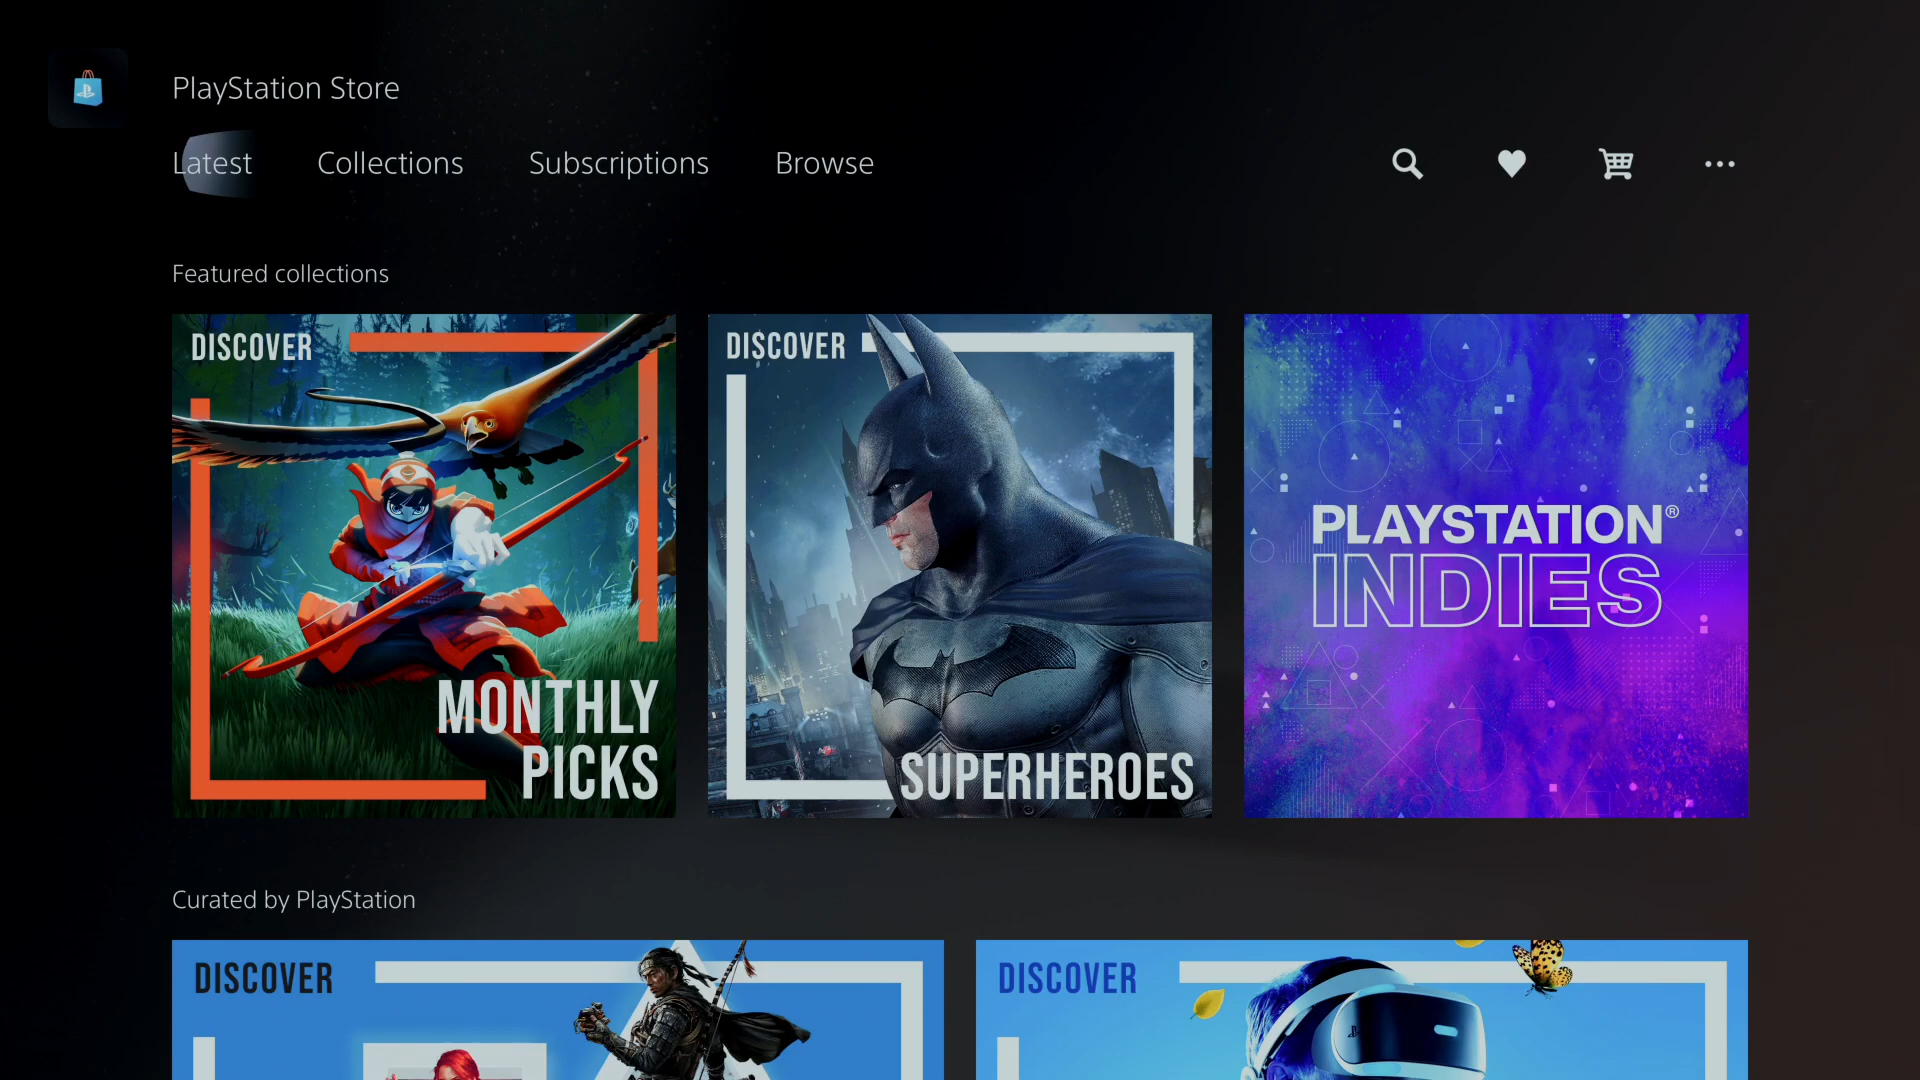 PlayStation Store
Latest
Collections
Subscriptions
Browse
Featured collections
DISCOVER
MONTHLY
PICKS
DISCOVER
SUPERHEROES
PLAYSTATION®
INDIES
Curated by PlayStation
DISCOVER
DISCOVER